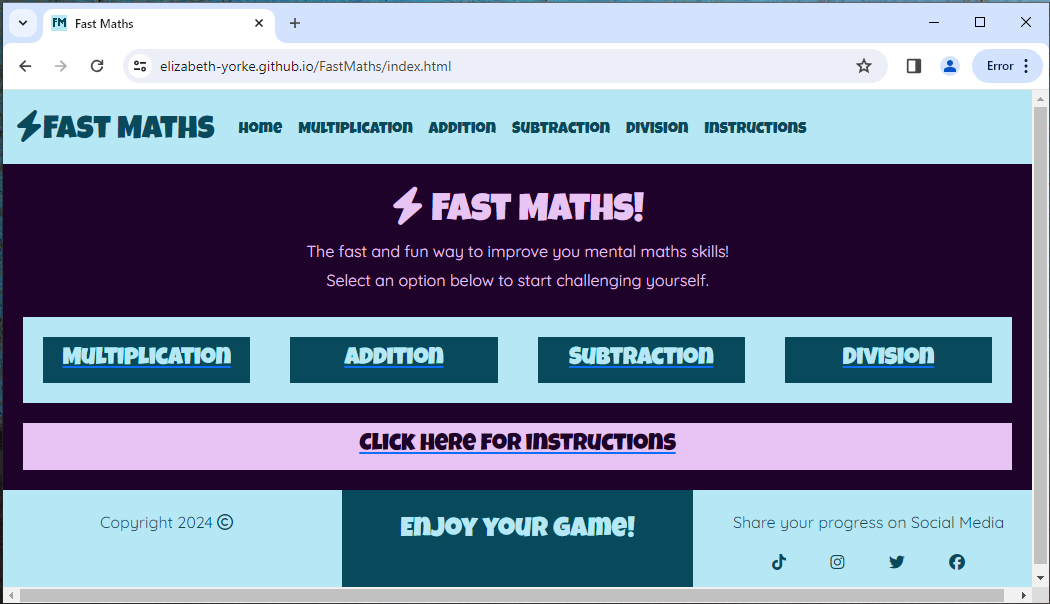 FM Fast Maths
elizabeth-yorke.github.io/FastMaths/index.html
Error
FAST MATHS Home Multiplication Addition Subtraction Division Instructions
FAST MATHS!
The fast and fun way to improve you mental maths skills!
Select an option below to start challenging yourself.
Multiplication Addition Subtraction Division
Click Here For Instructions
Copyright 2024 ©
Enjoy your game!
Share your progress on Social Media